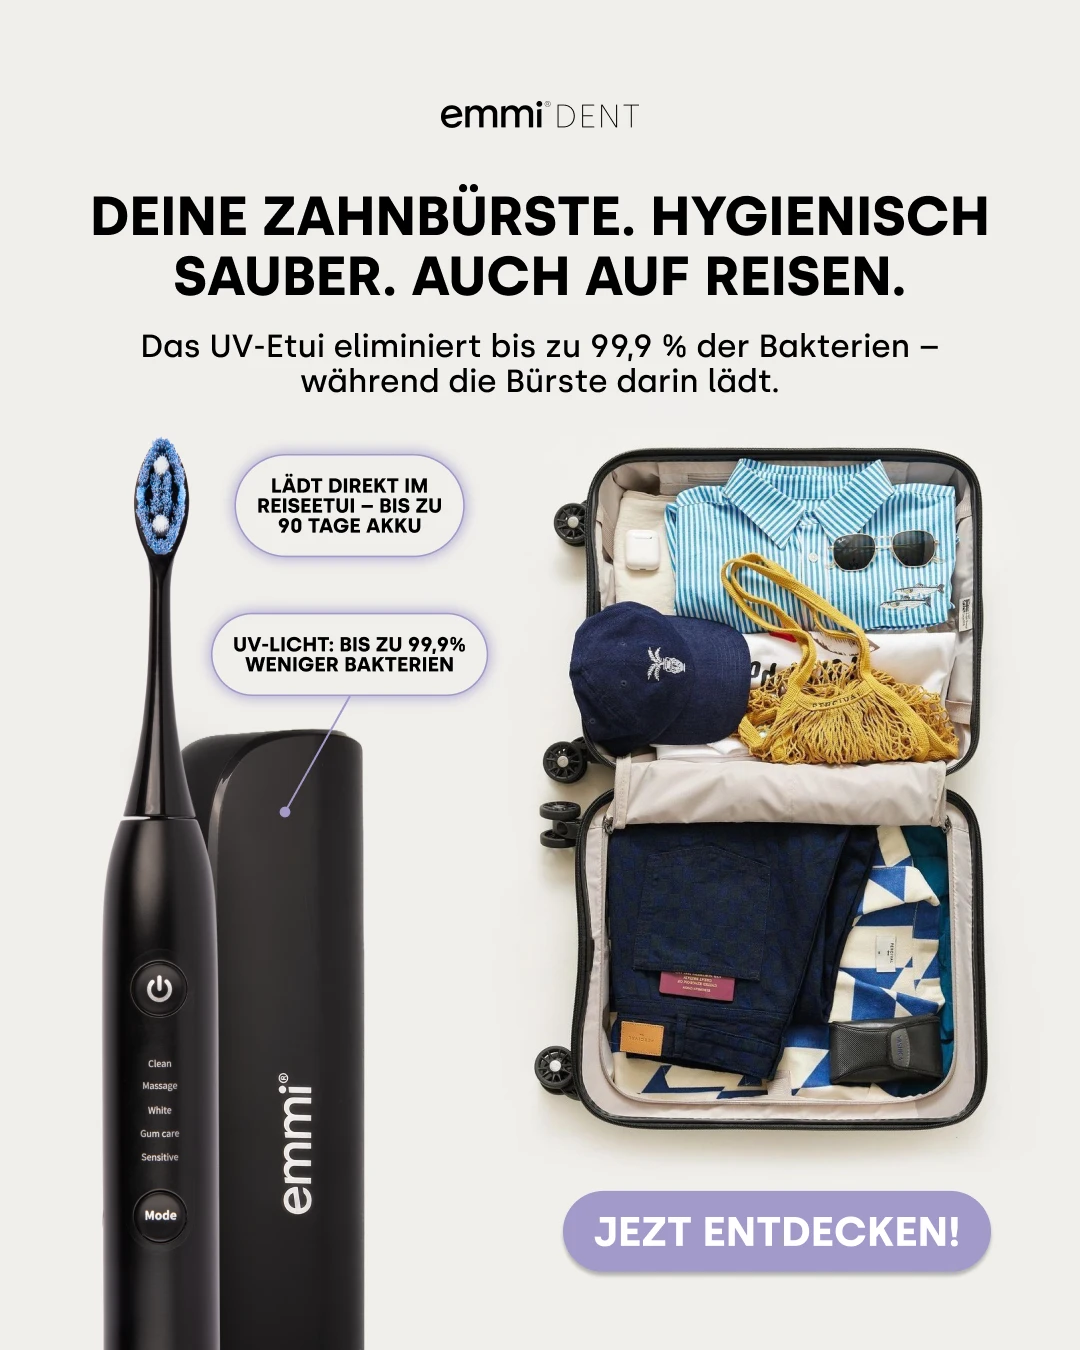 emmi® DENT
DEINE ZAHNBÜRSTE. HYGIENISCH
SAUBER. AUCH AUF REISEN.
Das UV-Etui eliminiert bis zu 99,9 % der Bakterien –
während die Bürste darin lädt.
LÄDT DIREKT IM
REISEETUI – BIS ZU
90 TAGE AKKU
UV-LICHT: BIS ZU 99,9%
WENIGER BAKTERIEN
PERCIVAL
Clean
Massage
White
Gum care
Sensitive
Mode
emmi®
JEZT ENTDECKEN!